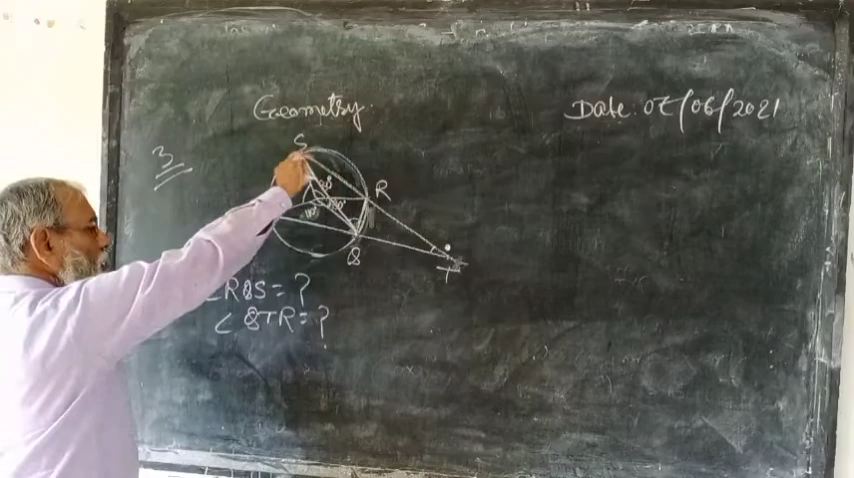 Geometry.
Date. 07/06/2021
3
S
R
Q
T
∠RQS = ?
∠QTR = ?